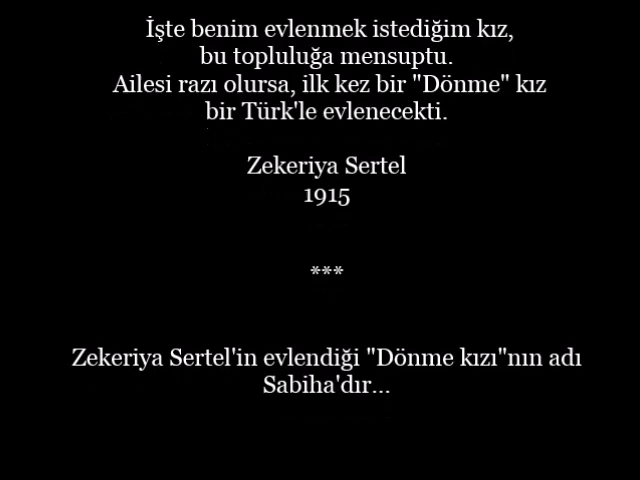 İşte benim evlenmek istediğim kız,
bu topluluğa mensuptu.
Ailesi razı olursa, ilk kez bir "Dönme" kız
bir Türk'le evlenecekti.
Zekeriya Sertel
1915
***
Zekeriya Sertel'in evlendiği "Dönme kızı"nın adı
Sabiha'dır...